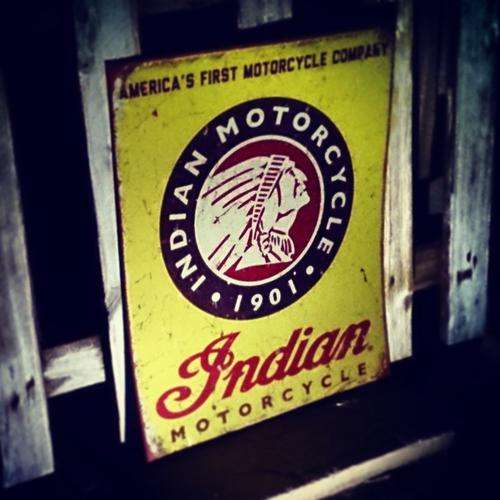 AMERICA'S FIRST MOTORCYCLE COMPANY
INDIAN MOTORCYCLE
• 1901 •
Indian
MOTORCYCLE